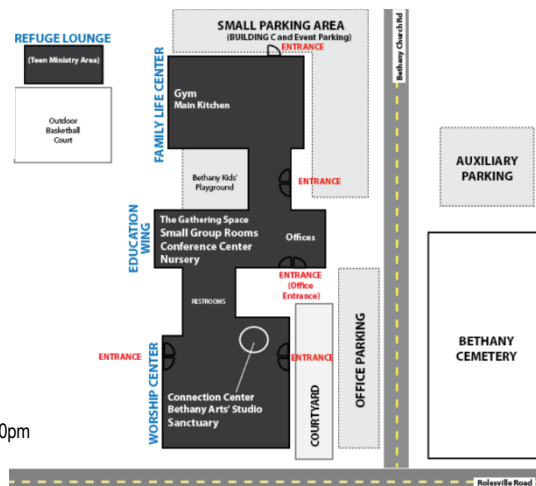 SMALL PARKING AREA
(BUILDING C and Event Parking)
ENTRANCE
REFUGE LOUNGE
(Teen Ministry Area)
Outdoor
Basketball
Court
FAMILY LIFE CENTER
Gym
Main Kitchen
Bethany Kids'
Playground
ENTRANCE
Bethany Church Rd
AUXILIARY
PARKING
EDUCATION
WING
The Gathering Space
Small Group Rooms
Conference Center
Nursery
Offices
ENTRANCE
(Office
Entrance)
RESTROOMS
ENTRANCE
ENTRANCE
WORSHIP CENTER
Connection Center
Bethany Arts' Studio
Sanctuary
COURTYARD
OFFICE PARKING
BETHANY
CEMETERY
0pm
Rolesville Road